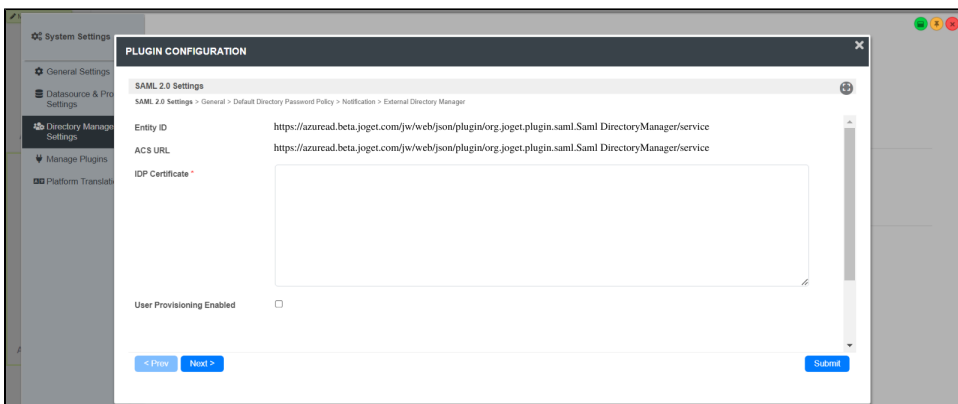 System Settings
PLUGIN CONFIGURATION
×
General Settings
SAML 2.0 Settings
Datasource & Pro
Settings
SAML 2.0 Settings > General > Default Directory Password Policy > Notification > External Directory Manager
Directory Manage
Settings
Entity ID
https://azuread.beta.joget.com/jw/web/json/plugin/org.joget.plugin.saml.Saml DirectoryManager/service
ACS URL
https://azuread.beta.joget.com/jw/web/json/plugin/org.joget.plugin.saml.Saml DirectoryManager/service
Manage Plugins
IDP Certificate *
Platform Translati
User Provisioning Enabled
< Prev
Next >
Submit